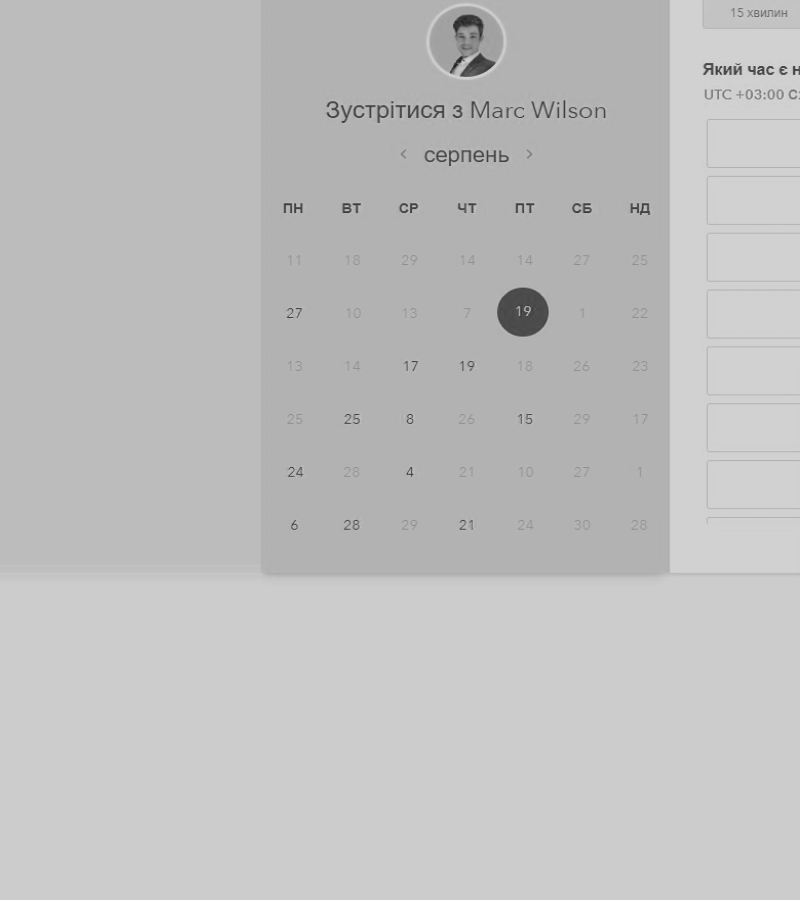 Зустрітися з Marc Wilson
‹ серпень ›
ПН ВТ СР ЧТ ПТ СБ НД
11 18 29 14 14 27 25
27 10 13 7 19 1 22
13 14 17 19 18 26 23
25 25 8 26 15 29 17
24 28 4 21 10 27 1
6 28 29 21 24 30 28
15 хвилин
Який час є
UTC +03:00